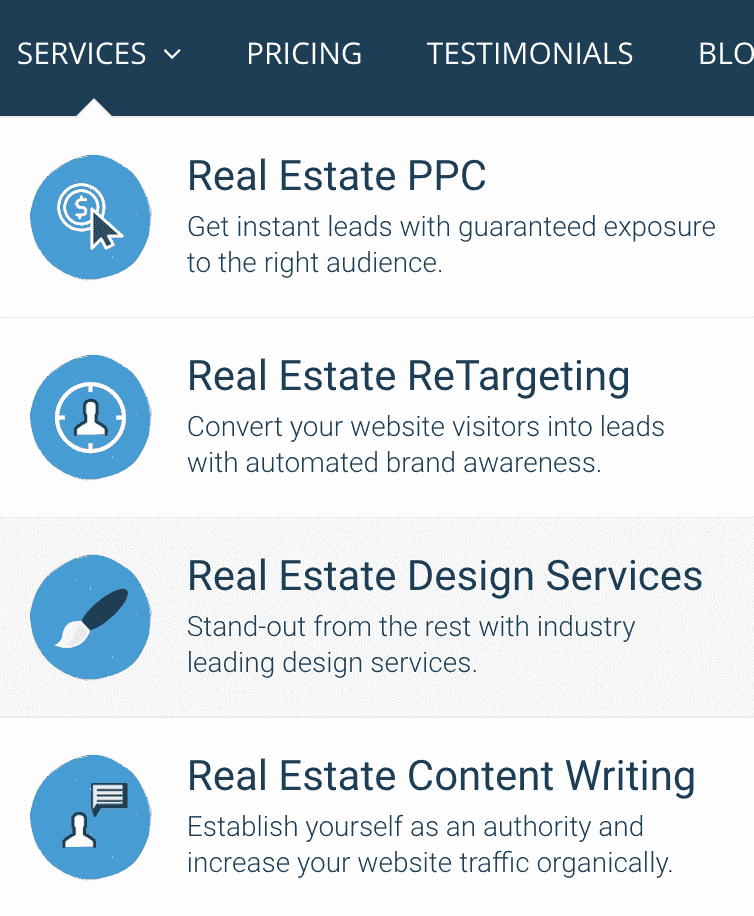 SERVICES PRICING TESTIMONIALS BLO
Real Estate PPC
Get instant leads with guaranteed exposure
to the right audience.
Real Estate ReTargeting
Convert your website visitors into leads
with automated brand awareness.
Real Estate Design Services
Stand-out from the rest with industry
leading design services.
Real Estate Content Writing
Establish yourself as an authority and
increase your website traffic organically.